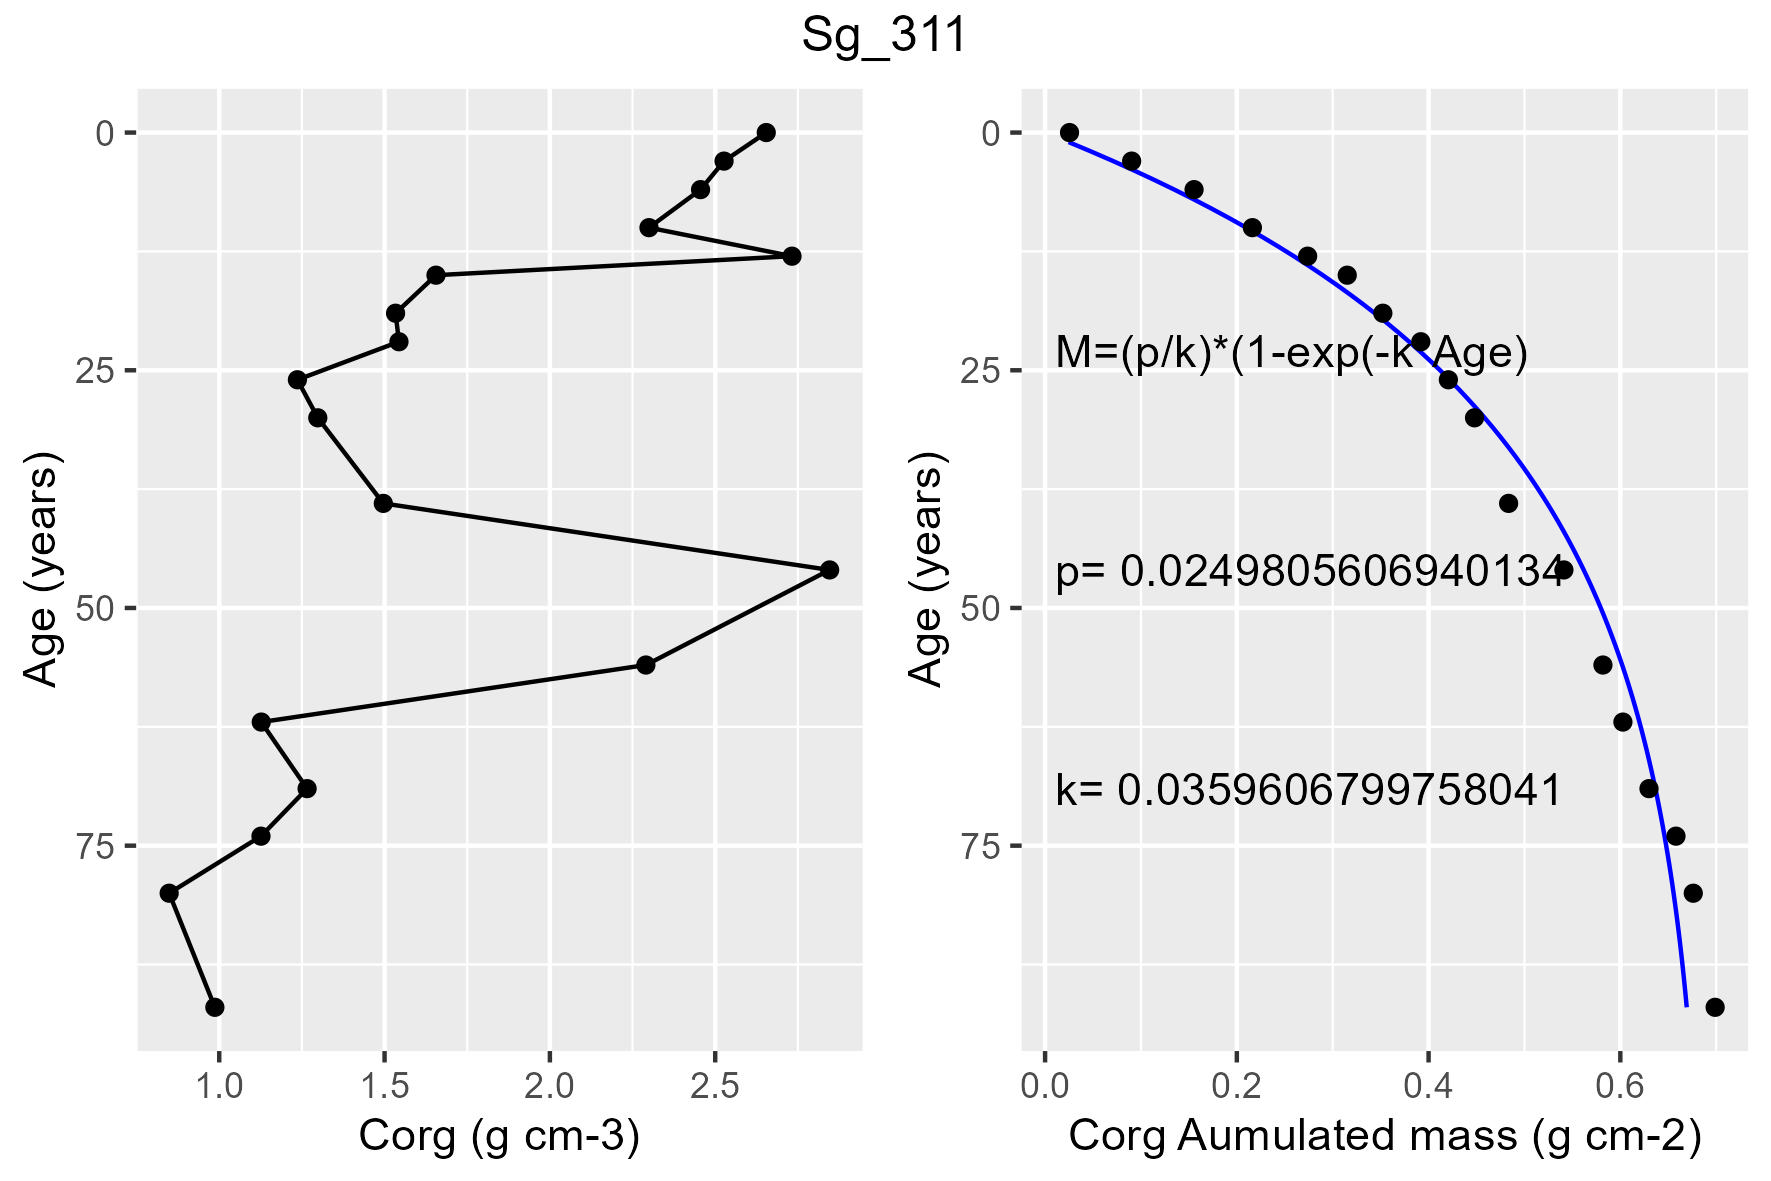 Sg_311
0
25
50
75
Age (years)
1.0 1.5 2.0 2.5
Corg (g cm-3)
0
25
50
75
Age (years)
M=(p/k)*(1-exp(-k*Age)
p= 0.0249805606940134
k= 0.0359606799758041
0.0 0.2 0.4 0.6
Corg Aumulated mass (g cm-2)